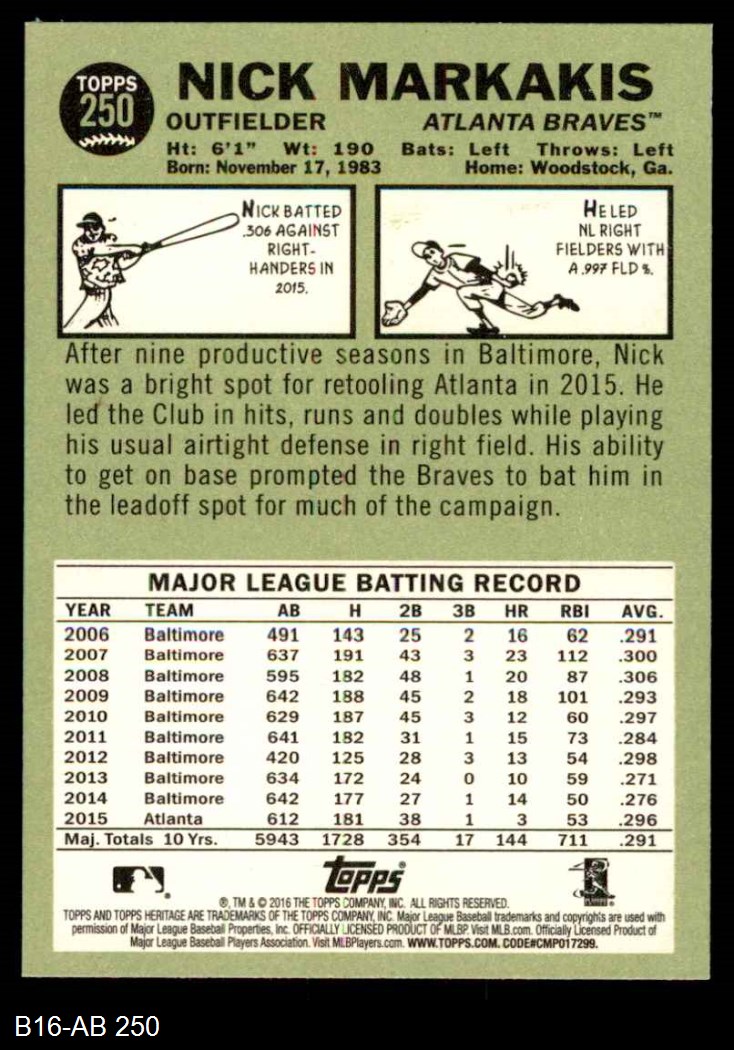 TOPPS
250
NICK MARKAKIS
OUTFIELDER ATLANTA BRAVES™
Ht: 6'1" Wt: 190 Bats: Left Throws: Left
Born: November 17, 1983 Home: Woodstock, Ga.
NICK BATTED
.306 AGAINST
RIGHT-
HANDERS IN
2015.
HE LED
NL RIGHT
FIELDERS WITH
A .997 FLD %.
After nine productive seasons in Baltimore, Nick
was a bright spot for retooling Atlanta in 2015. He
led the Club in hits, runs and doubles while playing
his usual airtight defense in right field. His ability
to get on base prompted the Braves to bat him in
the leadoff spot for much of the campaign.
MAJOR LEAGUE BATTING RECORD
YEAR TEAM AB H 2B 3B HR RBI AVG.
2006 Baltimore 491 143 25 2 16 62 .291
2007 Baltimore 637 191 43 3 23 112 .300
2008 Baltimore 595 182 48 1 20 87 .306
2009 Baltimore 642 188 45 2 18 101 .293
2010 Baltimore 629 187 45 3 12 60 .297
2011 Baltimore 641 182 31 1 15 73 .284
2012 Baltimore 420 125 28 3 13 54 .298
2013 Baltimore 634 172 24 0 10 59 .271
2014 Baltimore 642 177 27 1 14 50 .276
2015 Atlanta 612 181 38 1 3 53 .296
Maj. Totals 10 Yrs. 5943 1728 354 17 144 711 .291
Topps®
®, TM & © 2016 THE TOPPS COMPANY, INC. ALL RIGHTS RESERVED.
TOPPS AND TOPPS HERITAGE ARE TRADEMARKS OF THE TOPPS COMPANY, INC. Major League Baseball trademarks and copyrights are used with
permission of Major League Baseball Properties, Inc. OFFICIALLY LICENSED PRODUCT OF MLBP. Visit MLB.com. Officially Licensed Product of
Major League Baseball Players Association. Visit MLBPlayers.com. WWW.TOPPS.COM. CODE#CMP017299.
B16-AB 250